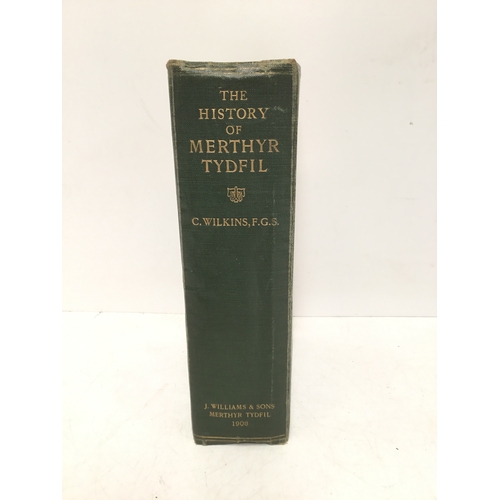 THE
HISTORY
OF
MERTHYR
TYDFIL
C. WILKINS, F.G.S.
J. WILLIAMS & SONS
MERTHYR TYDFIL
1908